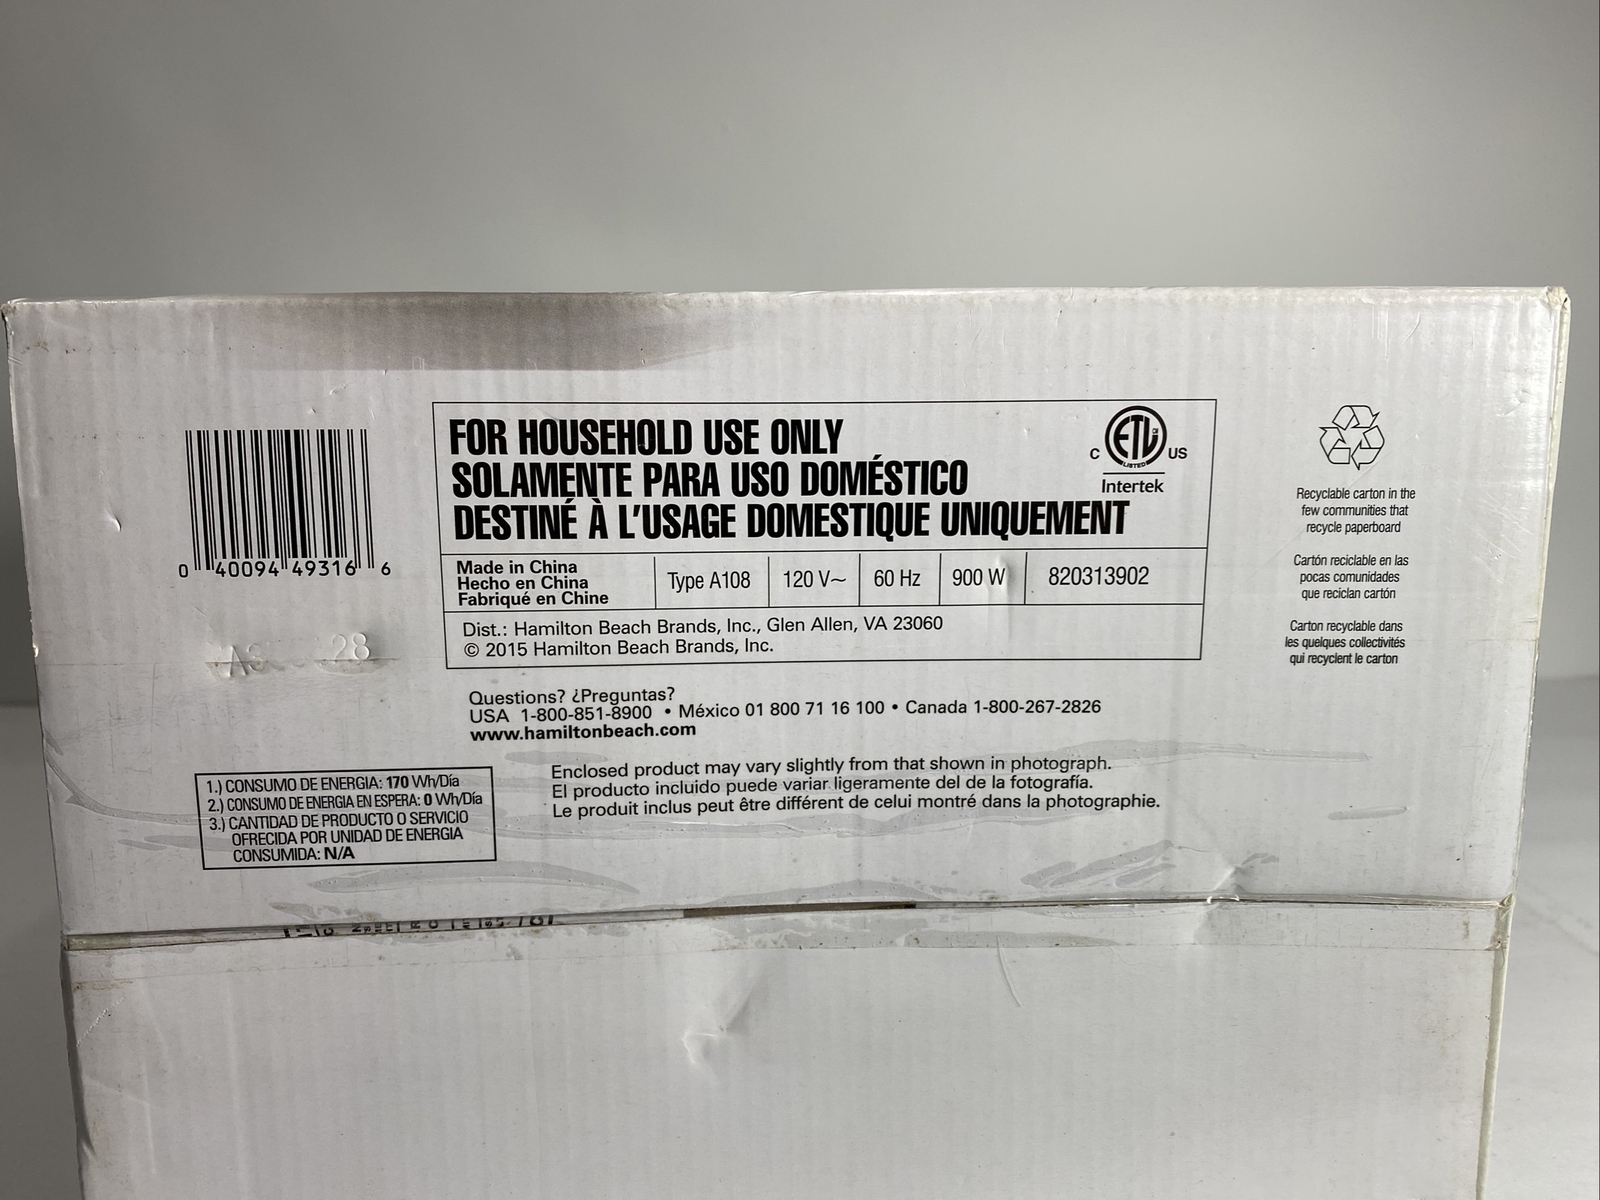 0 40094 49316 6
FOR HOUSEHOLD USE ONLY
SOLAMENTE PARA USO DOMÉSTICO
DESTINÉ À L'USAGE DOMESTIQUE UNIQUEMENT
C ETL US
LISTED
Intertek
Made in China
Hecho en China
Fabriqué en Chine
Type A108
120 V~
60 Hz
900 W
820313902
Dist.: Hamilton Beach Brands, Inc., Glen Allen, VA 23060
© 2015 Hamilton Beach Brands, Inc.
Recyclable carton in the
few communities that
recycle paperboard
Cartón reciclable en las
pocas comunidades
que reciclan cartón
Carton recyclable dans
les quelques collectivités
qui recyclent le carton
28
Questions? ¿Preguntas?
USA 1-800-851-8900 • México 01 800 71 16 100 • Canada 1-800-267-2826
www.hamiltonbeach.com
Enclosed product may vary slightly from that shown in photograph.
El producto incluido puede variar ligeramente del de la fotografía.
Le produit inclus peut être différent de celui montré dans la photographie.
1.) CONSUMO DE ENERGIA: 170 Wh/Día
2.) CONSUMO DE ENERGIA EN ESPERA: 0 Wh/Día
3.) CANTIDAD DE PRODUCTO O SERVICIO
OFRECIDA POR UNIDAD DE ENERGIA
CONSUMIDA: N/A